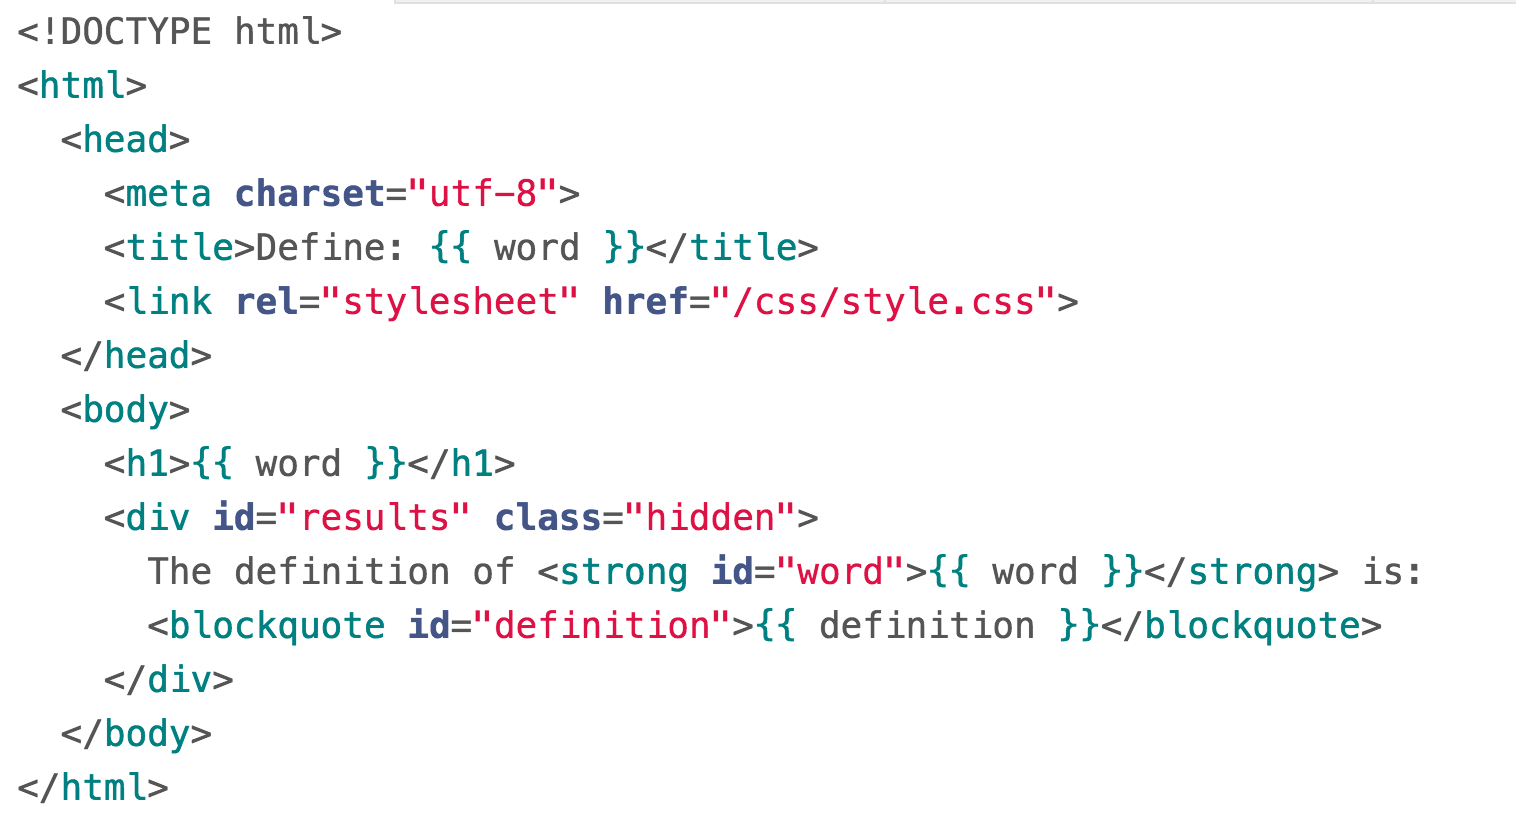 <!DOCTYPE html>
<html>
  <head>
    <meta charset="utf-8">
    <title>Define: {{ word }}</title>
    <link rel="stylesheet" href="/css/style.css">
  </head>
  <body>
    <h1>{{ word }}</h1>
    <div id="results" class="hidden">
      The definition of <strong id="word">{{ word }}</strong> is:
      <blockquote id="definition">{{ definition }}</blockquote>
    </div>
  </body>
</html>